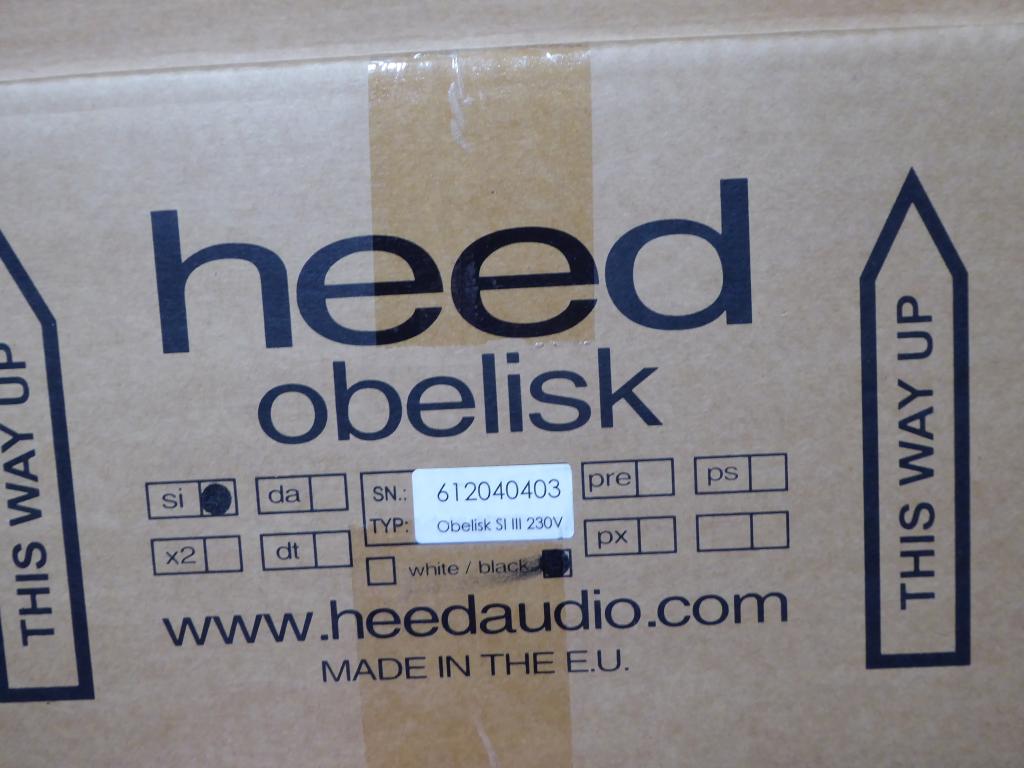 heed
obelisk
THIS WAY UP
THIS WAY UP
si
da
SN.: 612040403
pre
ps
x2
dt
TYP: Obelisk SI III 230V
px
white / black
www.heedaudio.com
MADE IN THE E.U.